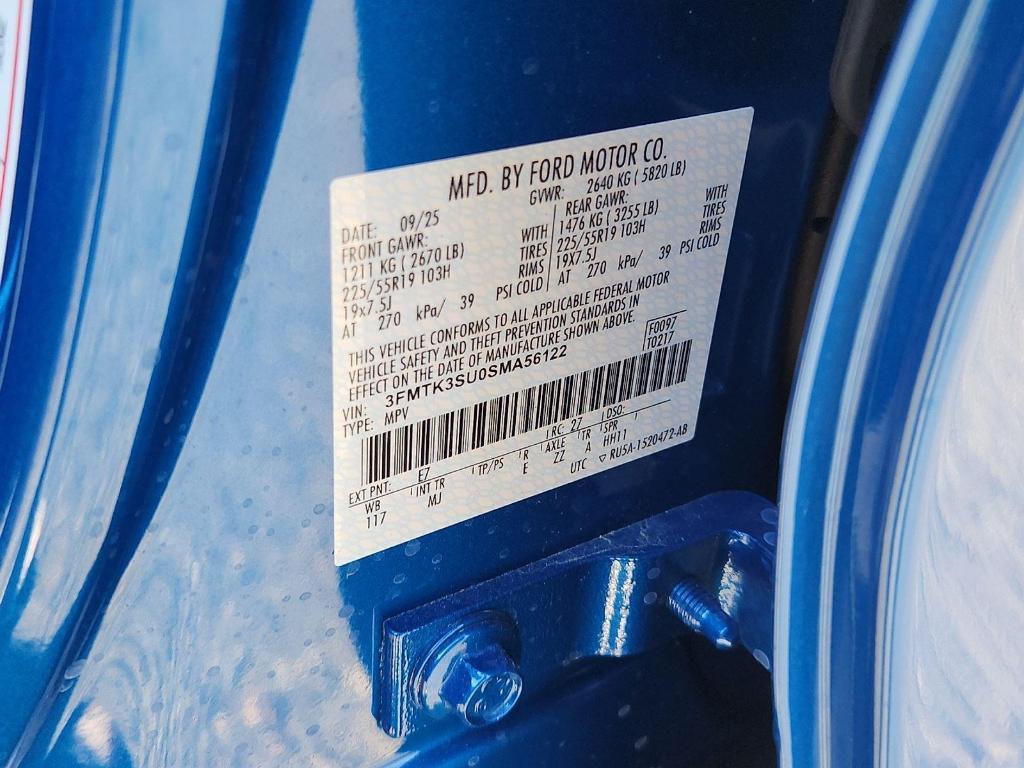 MFD. BY FORD MOTOR CO.
DATE: 09/25
GVWR: 2640 KG ( 5820 LB)
FRONT GAWR:
1211 KG ( 2670 LB) WITH
225/55R19 103H TIRES
19x7.5J RIMS
AT 270 kPa/ 39 PSI COLD
REAR GAWR:
1476 KG ( 3255 LB) WITH
225/55R19 103H TIRES
19X7.5J RIMS
AT 270 kPa/ 39 PSI COLD
THIS VEHICLE CONFORMS TO ALL APPLICABLE FEDERAL MOTOR
VEHICLE SAFETY AND THEFT PREVENTION STANDARDS IN
EFFECT ON THE DATE OF MANUFACTURE SHOWN ABOVE.
VIN: 3FMTK3SU0SMA56122
TYPE: MPV
F0097
T0217
EXT PNT: E7 RC: 27 DSO:
WB INT TR TP/PS R AXLE TR SPR
117 MJ E ZZ A HH11
UTC ▽ RU5A-1520472-AB